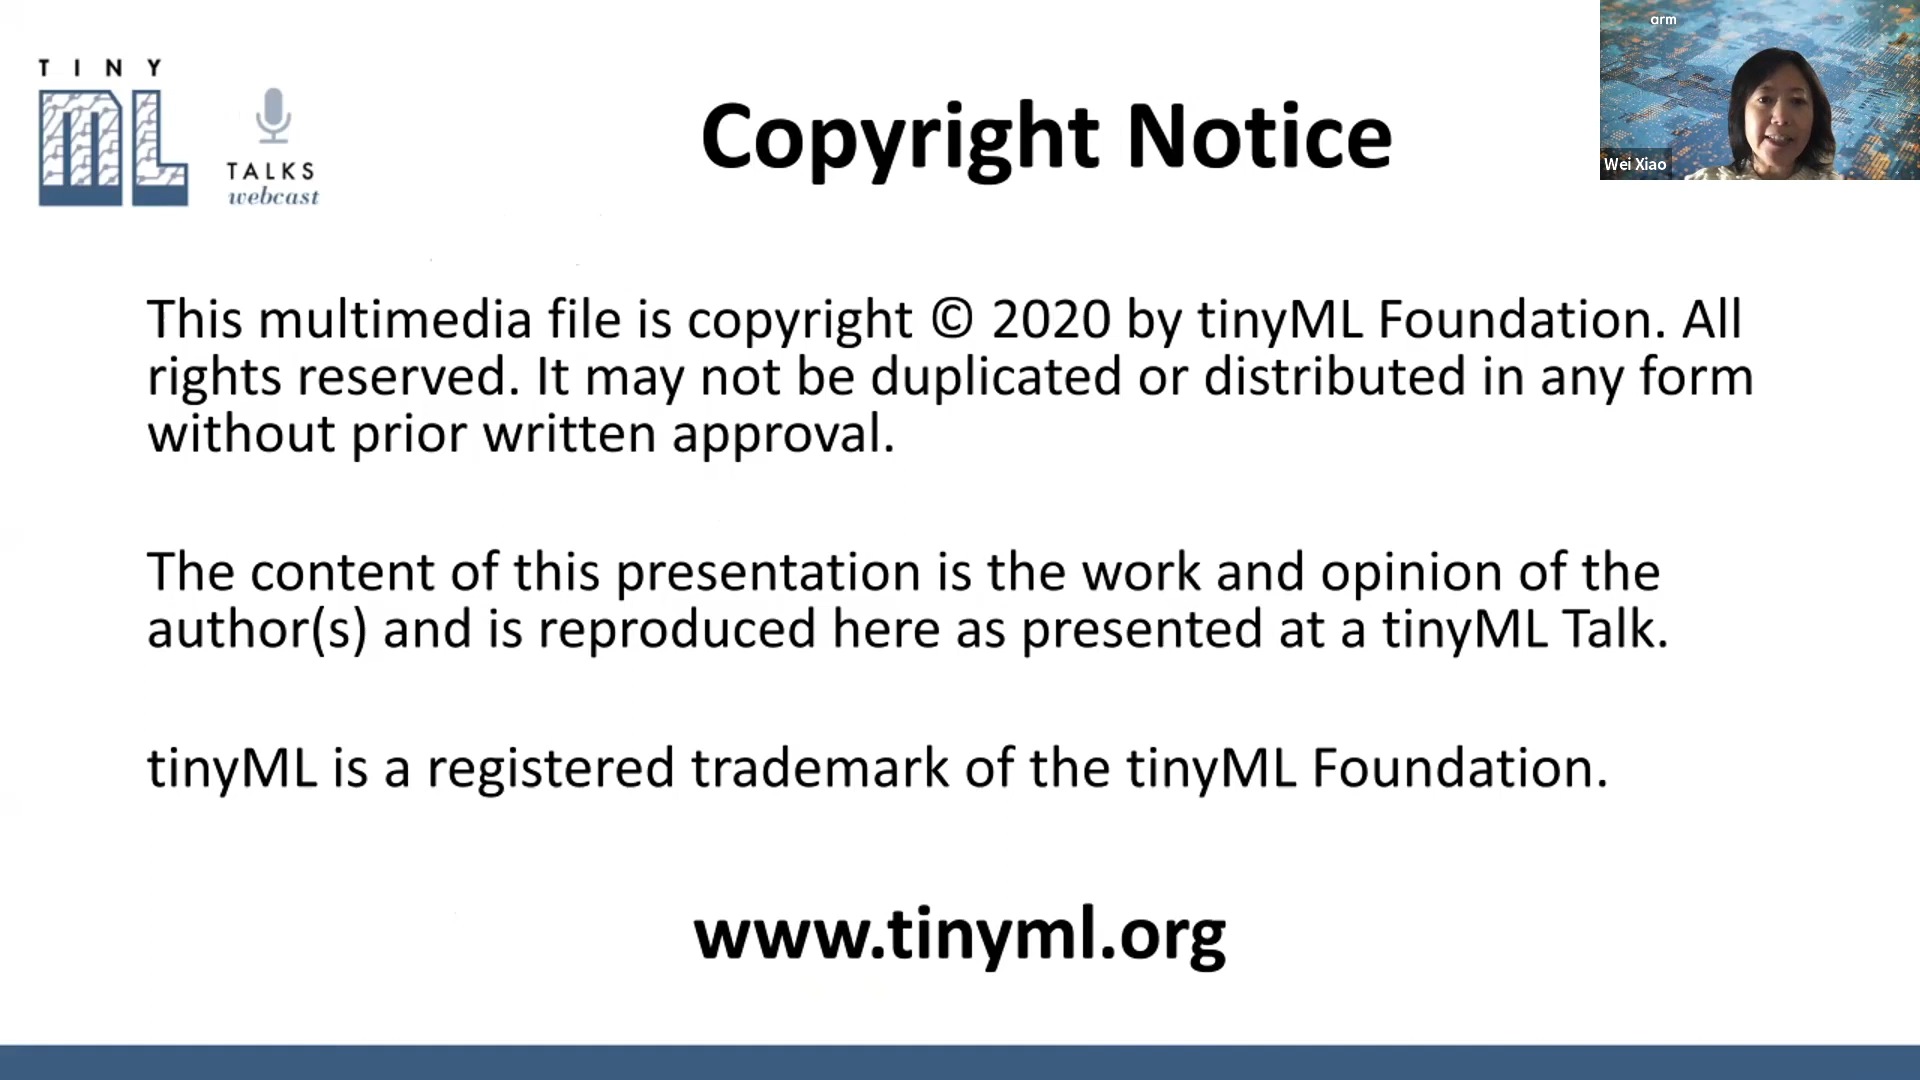 TINY
ML
TALKS
webcast
Copyright Notice
arm
Wei Xiao
This multimedia file is copyright © 2020 by tinyML Foundation. All
rights reserved. It may not be duplicated or distributed in any form
without prior written approval.
The content of this presentation is the work and opinion of the
author(s) and is reproduced here as presented at a tinyML Talk.
tinyML is a registered trademark of the tinyML Foundation.
www.tinyml.org